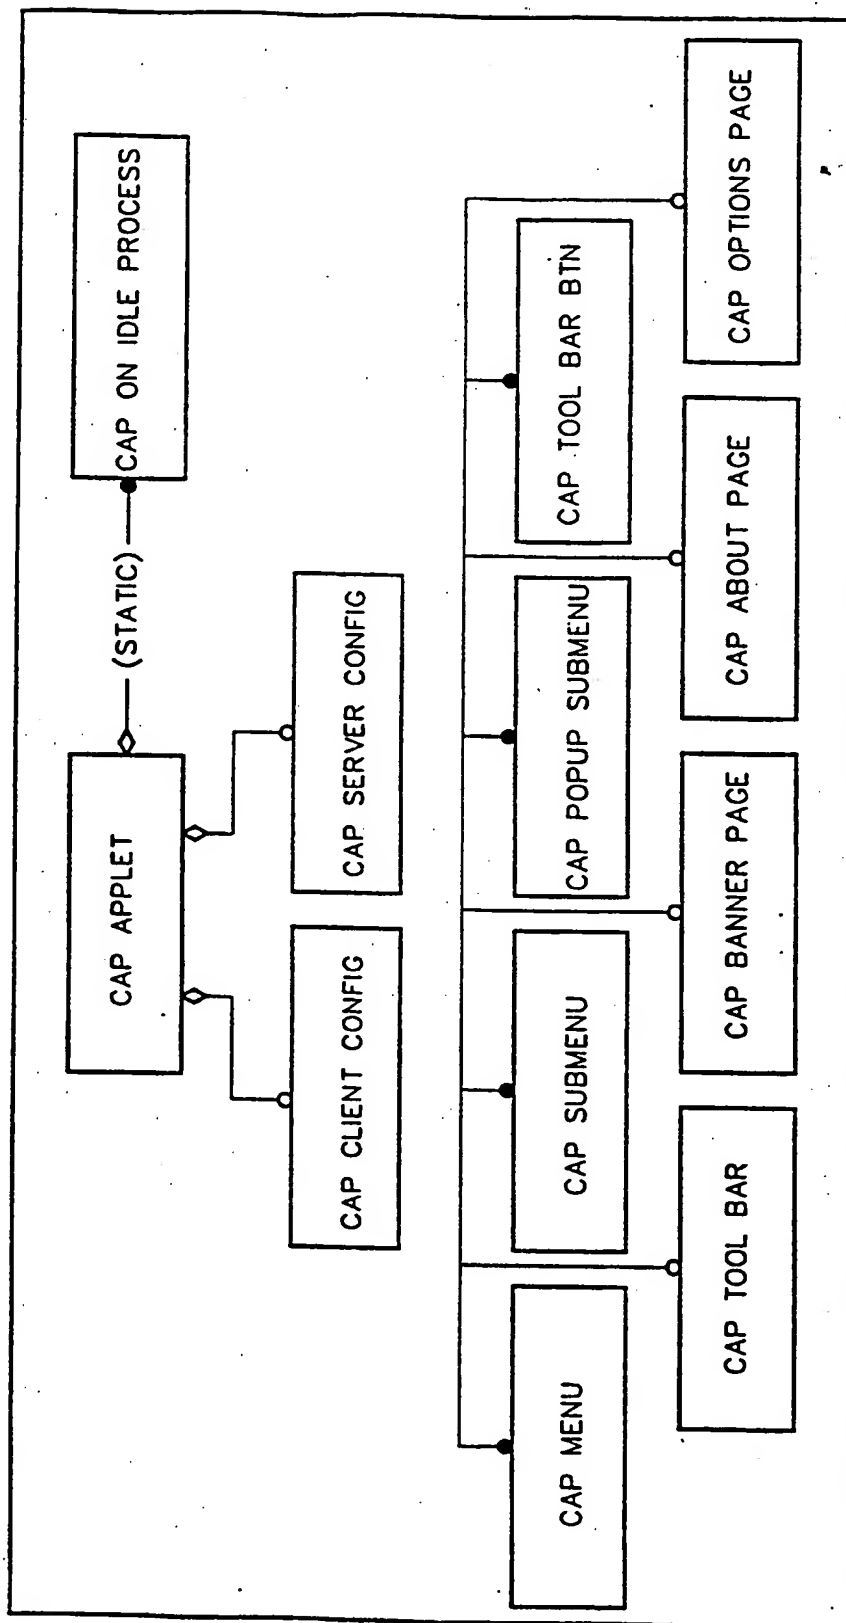 CAP APPLET
(STATIC)
CAP ON IDLE PROCESS
CAP CLIENT CONFIG
CAP SERVER CONFIG
CAP MENU
CAP SUBMENU
CAP POPUP SUBMENU
CAP TOOL BAR BTN
CAP TOOL BAR
CAP BANNER PAGE
CAP ABOUT PAGE
CAP OPTIONS PAGE